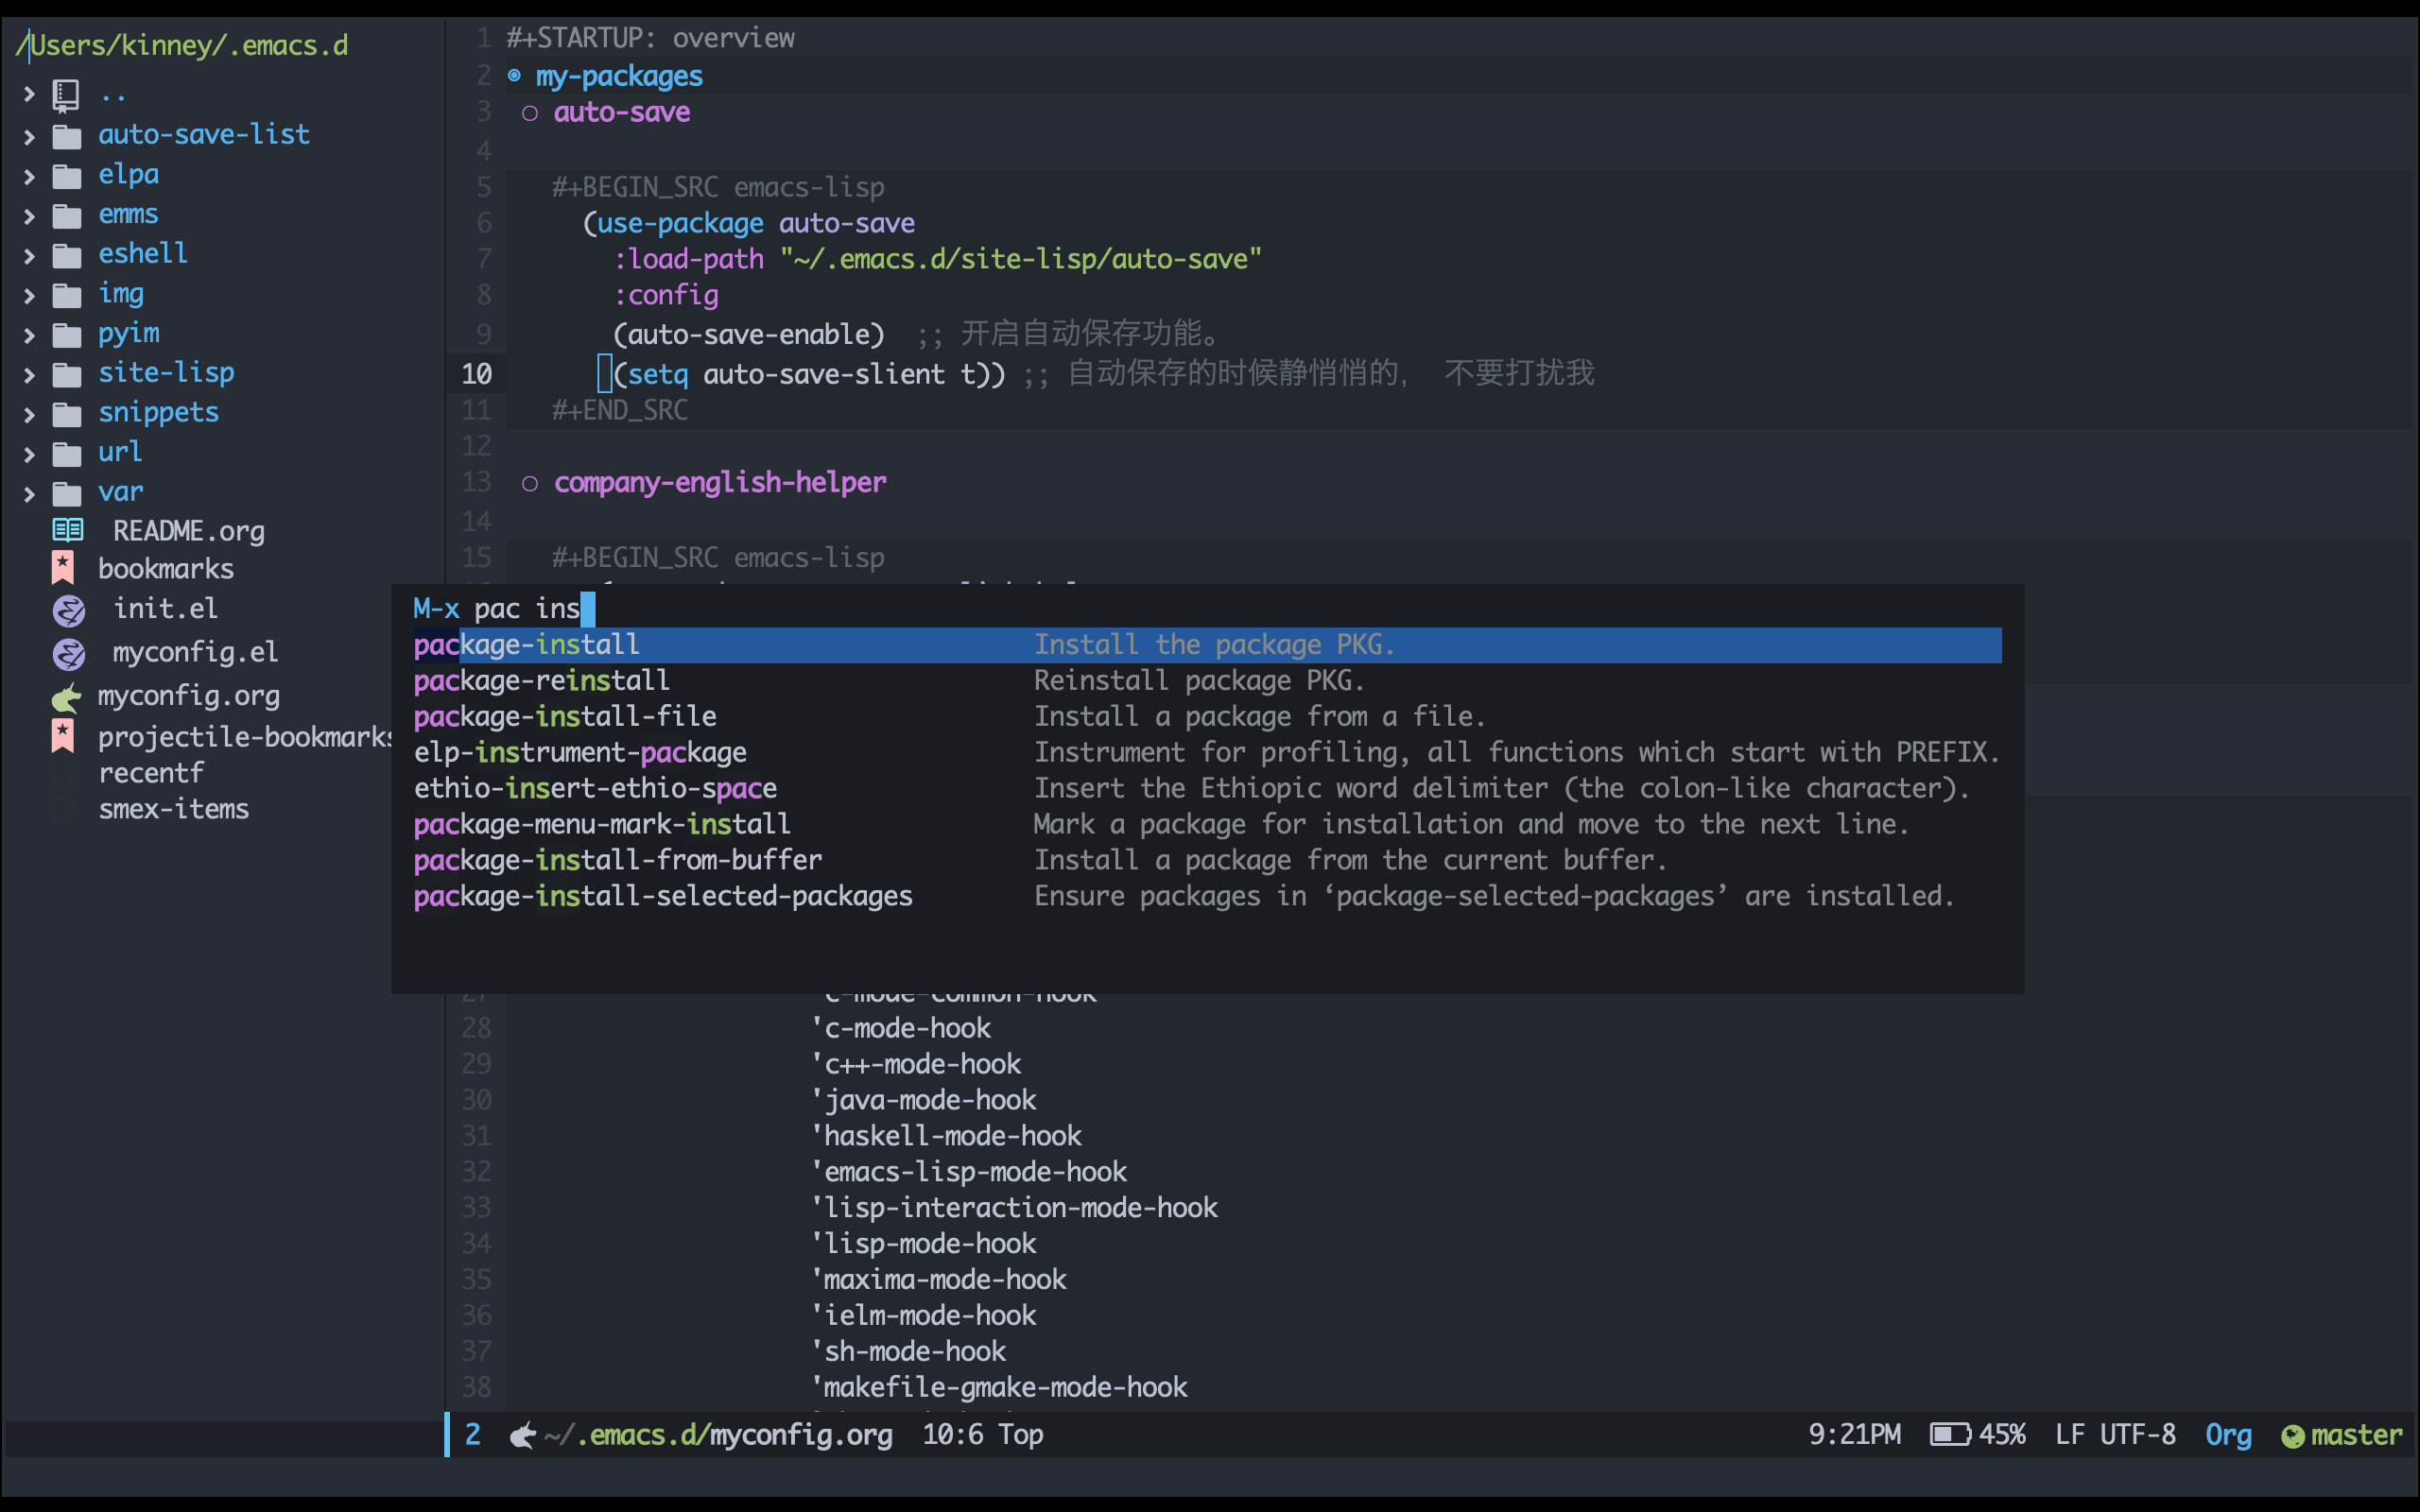 /Users/kinney/.emacs.d
..
auto-save-list
elpa
emms
eshell
img
pyim
site-lisp
snippets
url
var
README.org
bookmarks
init.el
myconfig.el
myconfig.org
projectile-bookmarks
recentf
smex-items
1 #+STARTUP: overview
2 my-packages
3 auto-save
4
5 #+BEGIN_SRC emacs-lisp
6 (use-package auto-save
7 :load-path "~/.emacs.d/site-lisp/auto-save"
8 :config
9 (auto-save-enable) ;; 开启自动保存功能。
10 (setq auto-save-slient t)) ;; 自动保存的时候静悄悄的, 不要打扰我
11 #+END_SRC
12
13 company-english-helper
14
15 #+BEGIN_SRC emacs-lisp
M-x pac ins
package-install Install the package PKG.
package-reinstall Reinstall package PKG.
package-install-file Install a package from a file.
elp-instrument-package Instrument for profiling, all functions which start with PREFIX.
ethio-insert-ethio-space Insert the Ethiopic word delimiter (the colon-like character).
package-menu-mark-install Mark a package for installation and move to the next line.
package-install-from-buffer Install a package from the current buffer.
package-install-selected-packages Ensure packages in ‘package-selected-packages’ are installed.
27 'c-mode-common-hook
28 'c-mode-hook
29 'c++-mode-hook
30 'java-mode-hook
31 'haskell-mode-hook
32 'emacs-lisp-mode-hook
33 'lisp-interaction-mode-hook
34 'lisp-mode-hook
35 'maxima-mode-hook
36 'ielm-mode-hook
37 'sh-mode-hook
38 'makefile-gmake-mode-hook
2 ~/.emacs.d/myconfig.org 10:6 Top 9:21PM 45% LF UTF-8 Org master